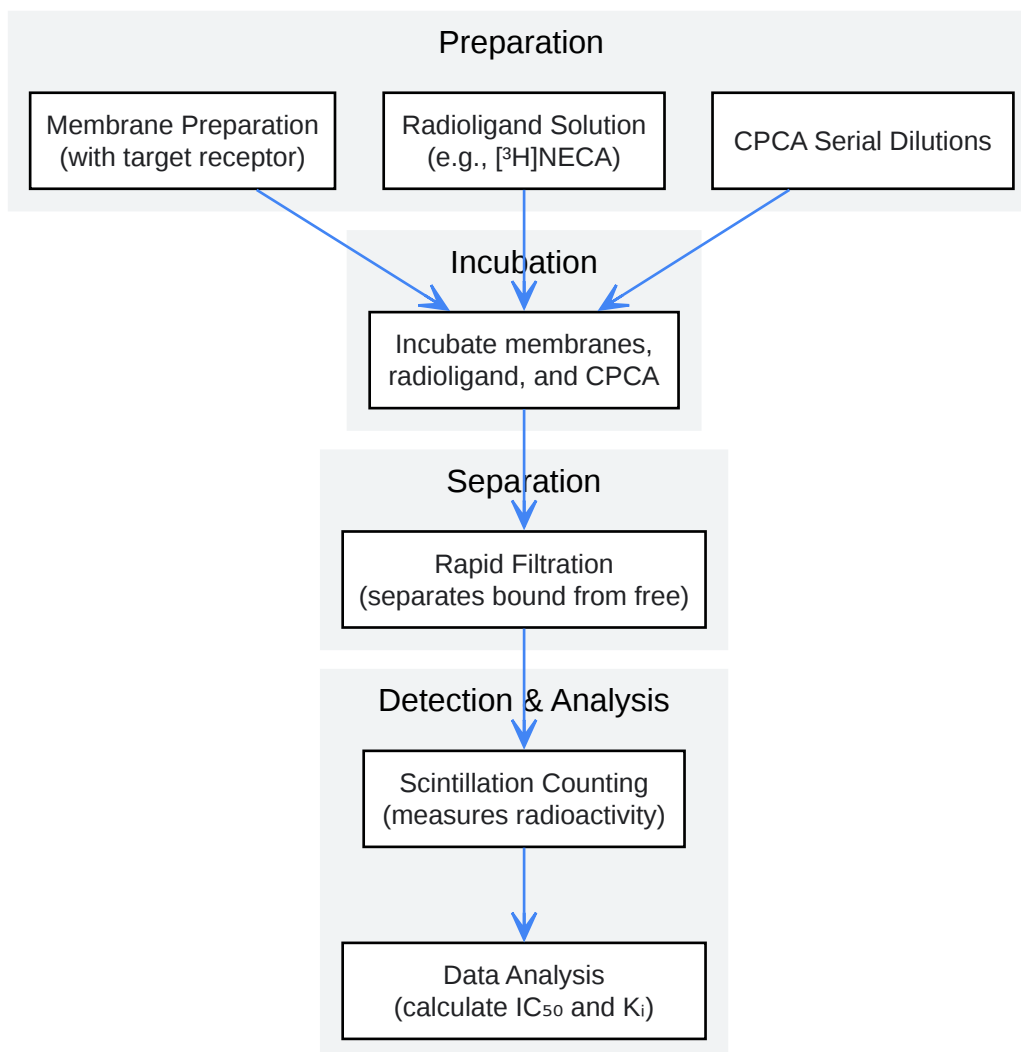 Preparation
Membrane Preparation
(with target receptor)
Radioligand Solution
(e.g., [³H]NECA)
CPCA Serial Dilutions
Incubation
Incubate membranes,
radioligand, and CPCA
Separation
Rapid Filtration
(separates bound from free)
Detection & Analysis
Scintillation Counting
(measures radioactivity)
Data Analysis
(calculate IC₅₀ and Kᵢ)